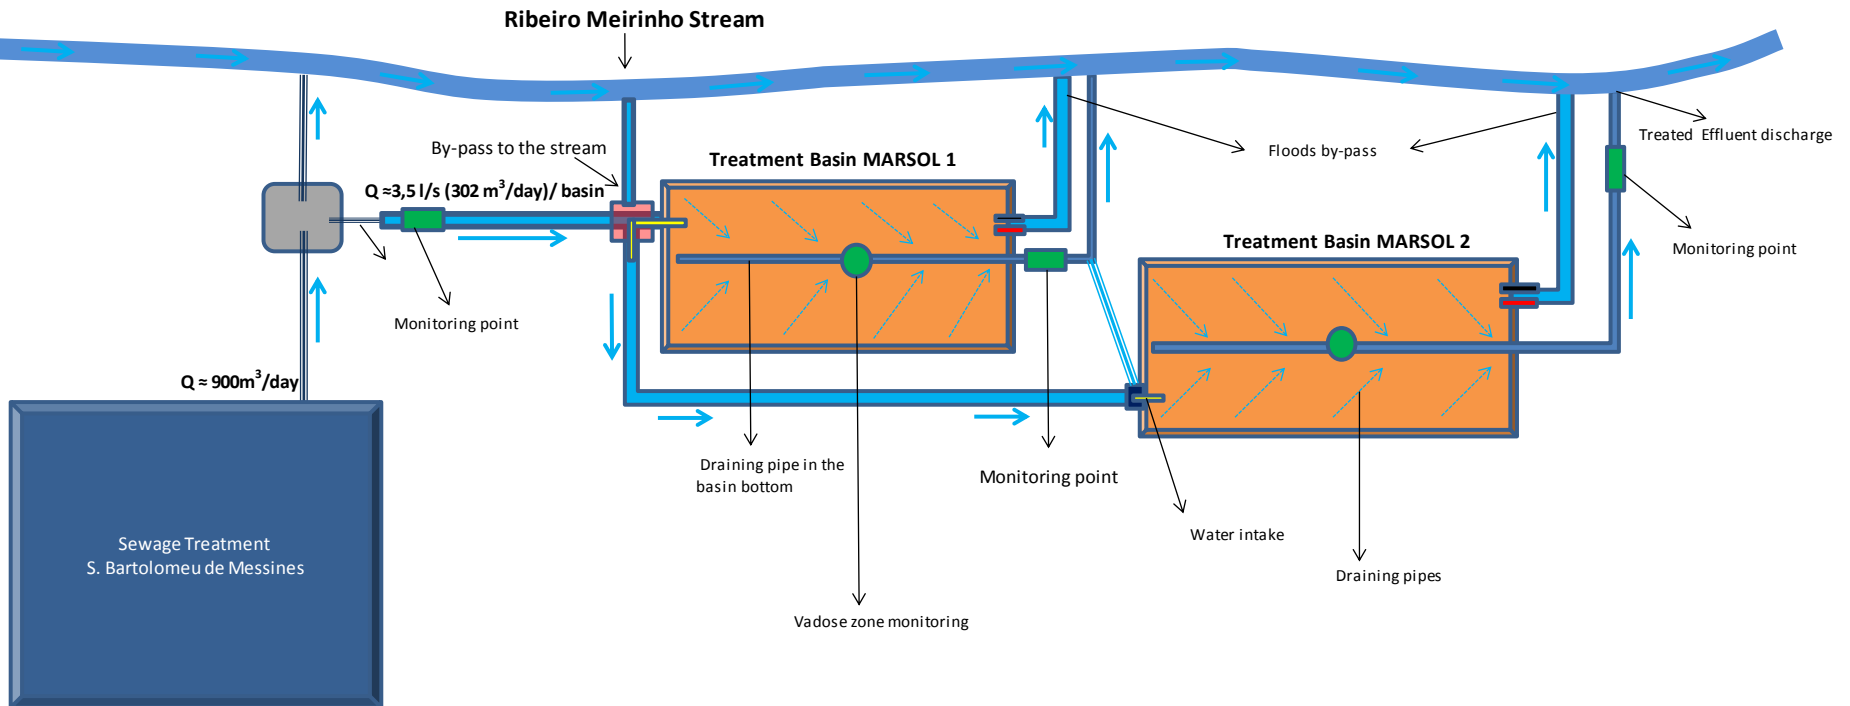 Ribeiro Meirinho Stream
By-pass to the stream
Treatment Basin MARSOL 1
Floods by-pass
Treated Effluent discharge
Q ≈3,5 l/s (302 m³/day)/ basin
Treatment Basin MARSOL 2
Monitoring point
Monitoring point
Q ≈ 900m³/day
Draining pipe in the
basin bottom
Monitoring point
Water intake
Sewage Treatment
S. Bartolomeu de Messines
Draining pipes
Vadose zone monitoring